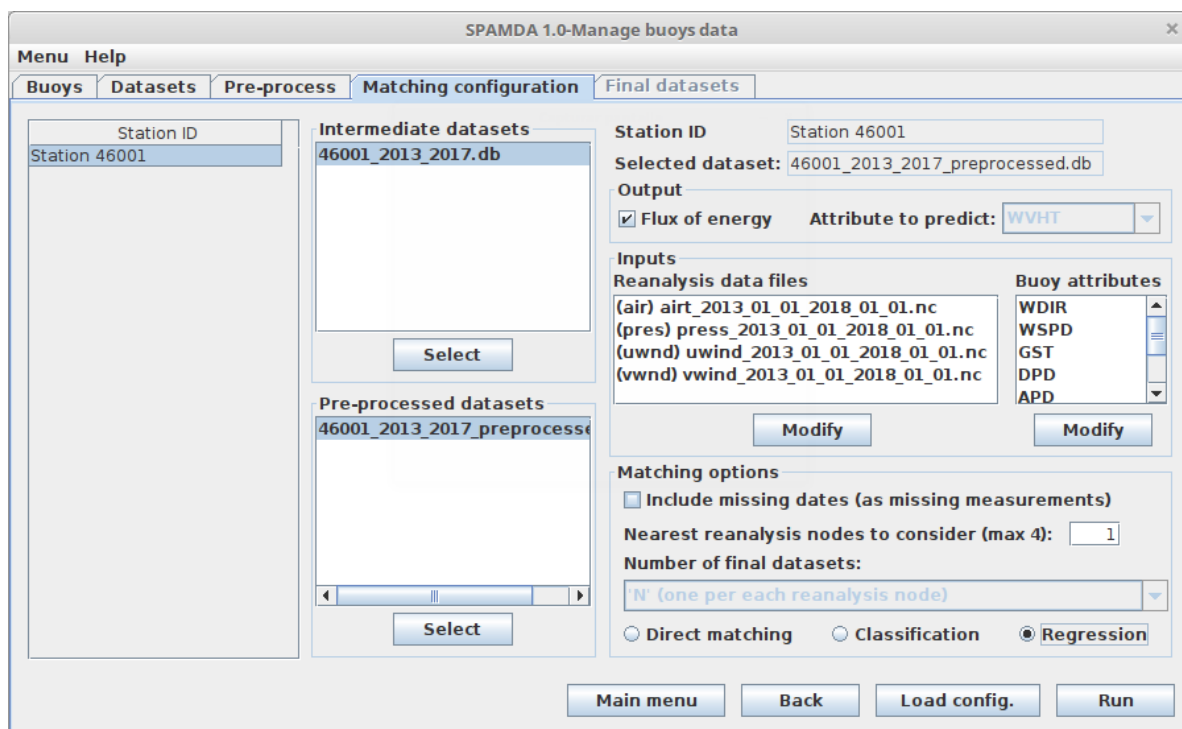 SPAMDA 1.0-Manage buoys data
Menu Help
Buoys Datasets Pre-process Matching configuration Final datasets
Station ID
Station 46001
Intermediate datasets
46001_2013_2017.db
Select
Pre-processed datasets
46001_2013_2017_preprocesse
Select
Station ID Station 46001
Selected dataset: 46001_2013_2017_preprocessed.db
Output
Flux of energy Attribute to predict: WVHT
Inputs
Reanalysis data files
(air) airt_2013_01_01_2018_01_01.nc
(pres) press_2013_01_01_2018_01_01.nc
(uwnd) uwind_2013_01_01_2018_01_01.nc
(vwnd) vwind_2013_01_01_2018_01_01.nc
Modify
Buoy attributes
WDIR
WSPD
GST
DPD
APD
Modify
Matching options
Include missing dates (as missing measurements)
Nearest reanalysis nodes to consider (max 4): 1
Number of final datasets:
'N' (one per each reanalysis node)
Direct matching Classification Regression
Main menu Back Load config. Run